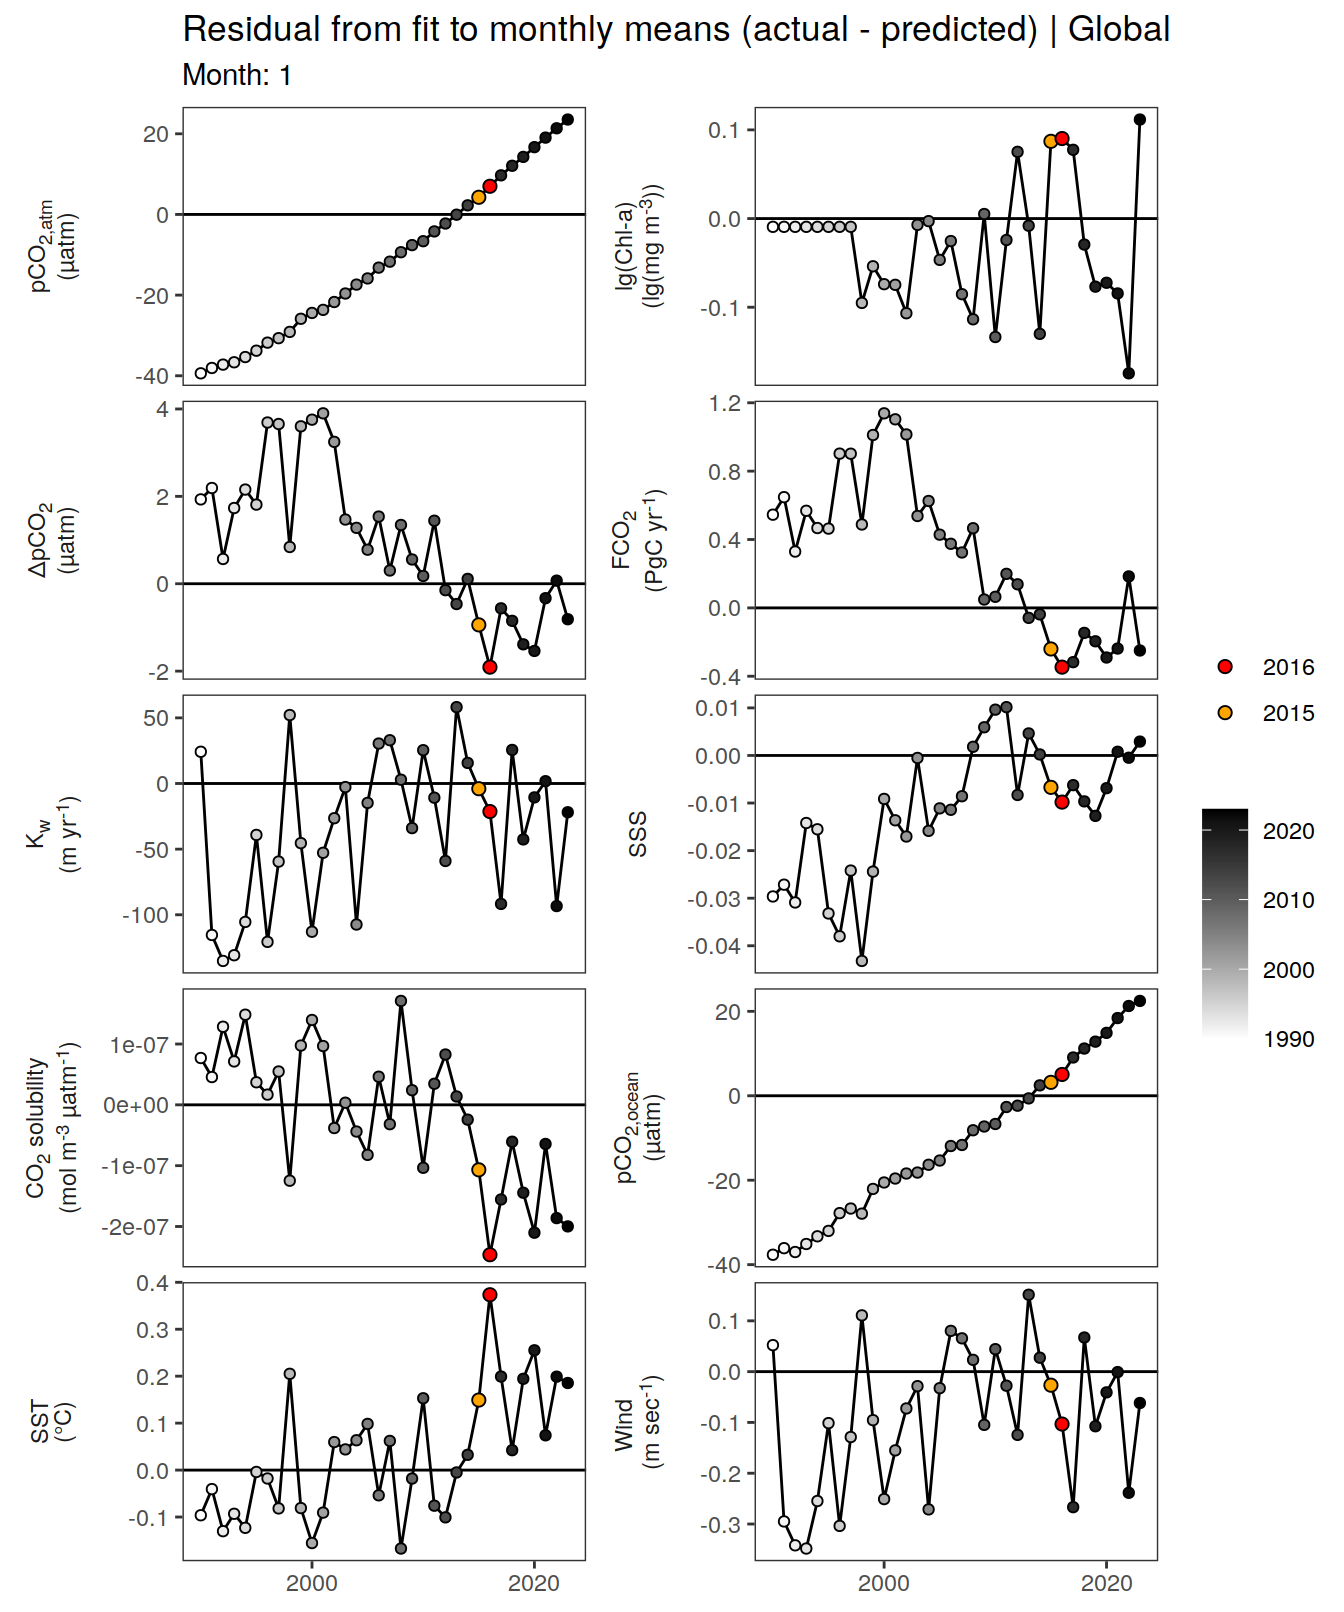 Residual from fit to monthly means (actual - predicted) | Global
Month: 1
pCO2,atm
(µatm)
20
0
-20
-40
lg(Chl-a)
(lg(mg m-3))
0.1
0.0
-0.1
ΔpCO2
(µatm)
4
2
0
-2
FCO2
(PgC yr-1)
1.2
0.8
0.4
0.0
-0.4
Kw
(m yr-1)
50
0
-50
-100
SSS
0.01
0.00
-0.01
-0.02
-0.03
-0.04
CO2 solubility
(mol m-3 µatm-1)
1e-07
0e+00
-1e-07
-2e-07
pCO2,ocean
(µatm)
20
0
-20
-40
SST
(°C)
0.4
0.3
0.2
0.1
0.0
-0.1
2000
2020
Wind
(m sec-1)
0.1
0.0
-0.1
-0.2
-0.3
2000
2020
2016
2015
2020
2010
2000
1990